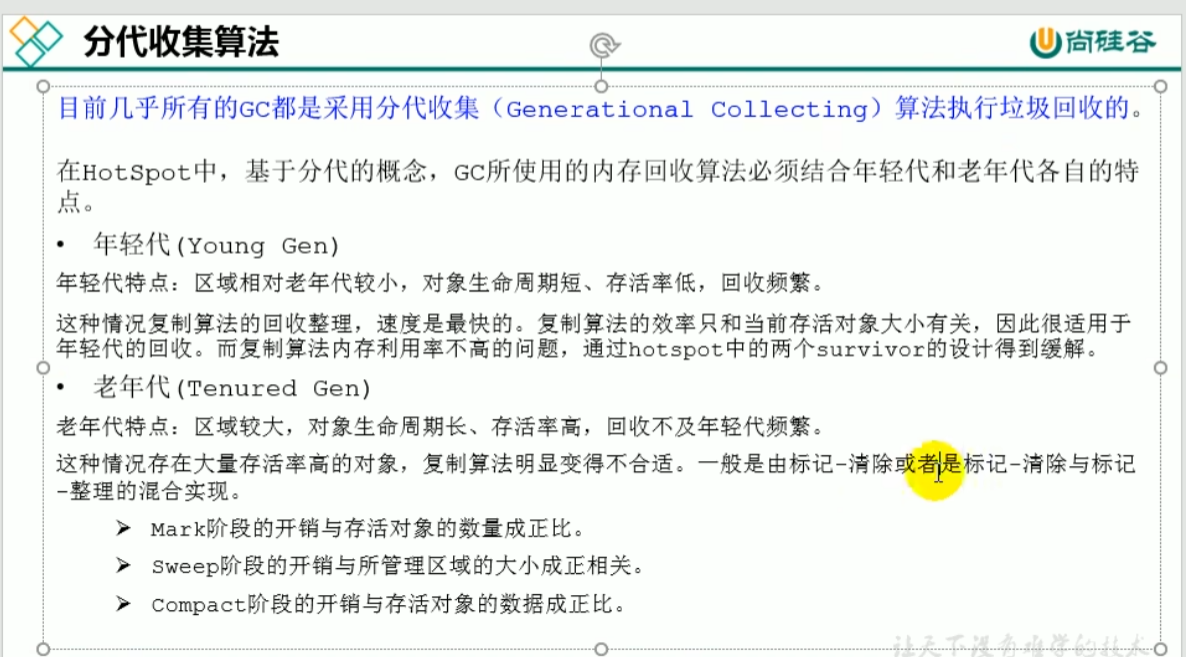 分代收集算法
尚硅谷
目前几乎所有的GC都是采用分代收集（Generational Collecting）算法执行垃圾回收的。
在HotSpot中，基于分代的概念，GC所使用的内存回收算法必须结合年轻代和老年代各自的特
点。
• 年轻代(Young Gen)
年轻代特点：区域相对老年代较小，对象生命周期短、存活率低，回收频繁。
这种情况复制算法的回收整理，速度是最快的。复制算法的效率只和当前存活对象大小有关，因此很适用于
年轻代的回收。而复制算法内存利用率不高的问题，通过hotspot中的两个survivor的设计得到缓解。
• 老年代(Tenured Gen)
老年代特点：区域较大，对象生命周期长、存活率高，回收不及年轻代频繁。
这种情况存在大量存活率高的对象，复制算法明显变得不合适。一般是由标记-清除或者是标记-清除与标记
-整理的混合实现。
➢ Mark阶段的开销与存活对象的数量成正比。
➢ Sweep阶段的开销与所管理区域的大小成正相关。
➢ Compact阶段的开销与存活对象的数据成正比。
让天下没有难学的技术